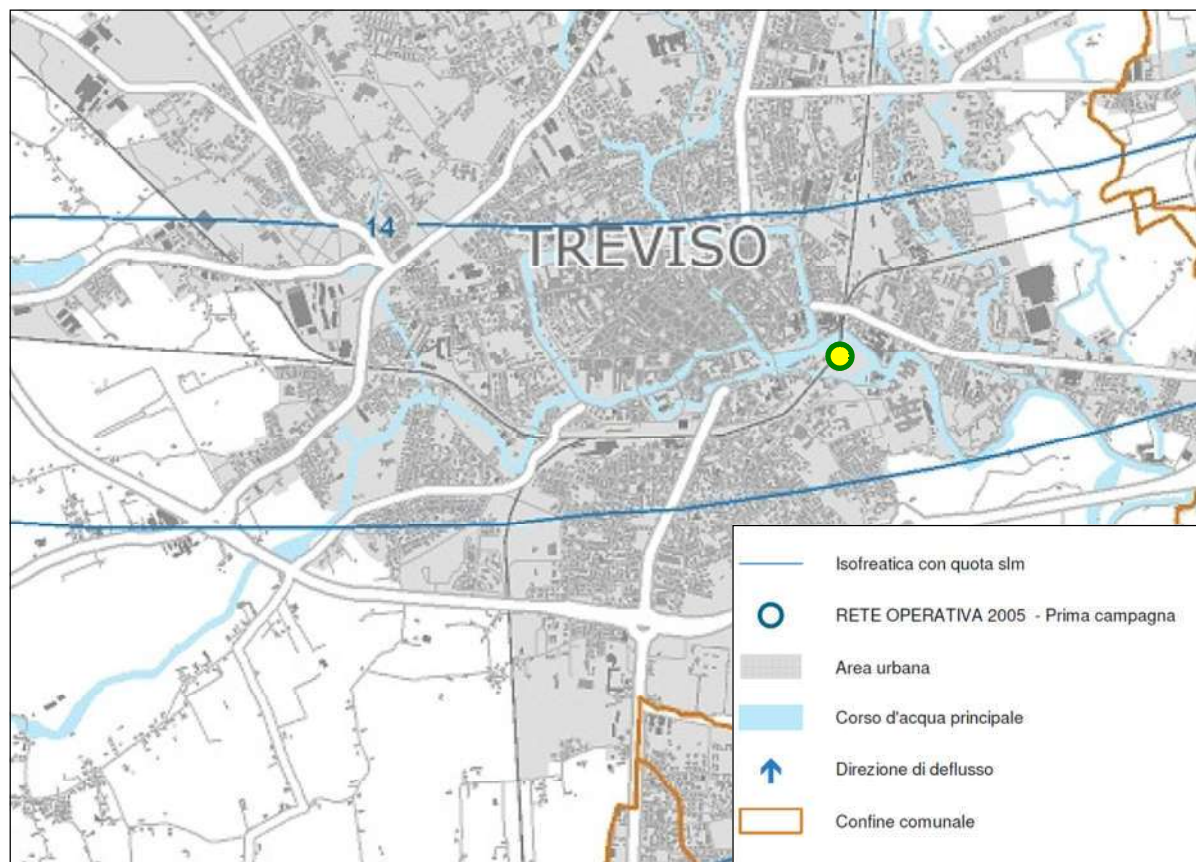 14
TREVISO
Isofreatica con quota slm
RETE OPERATIVA 2005 - Prima campagna
Area urbana
Corso d'acqua principale
Direzione di deflusso
Confine comunale